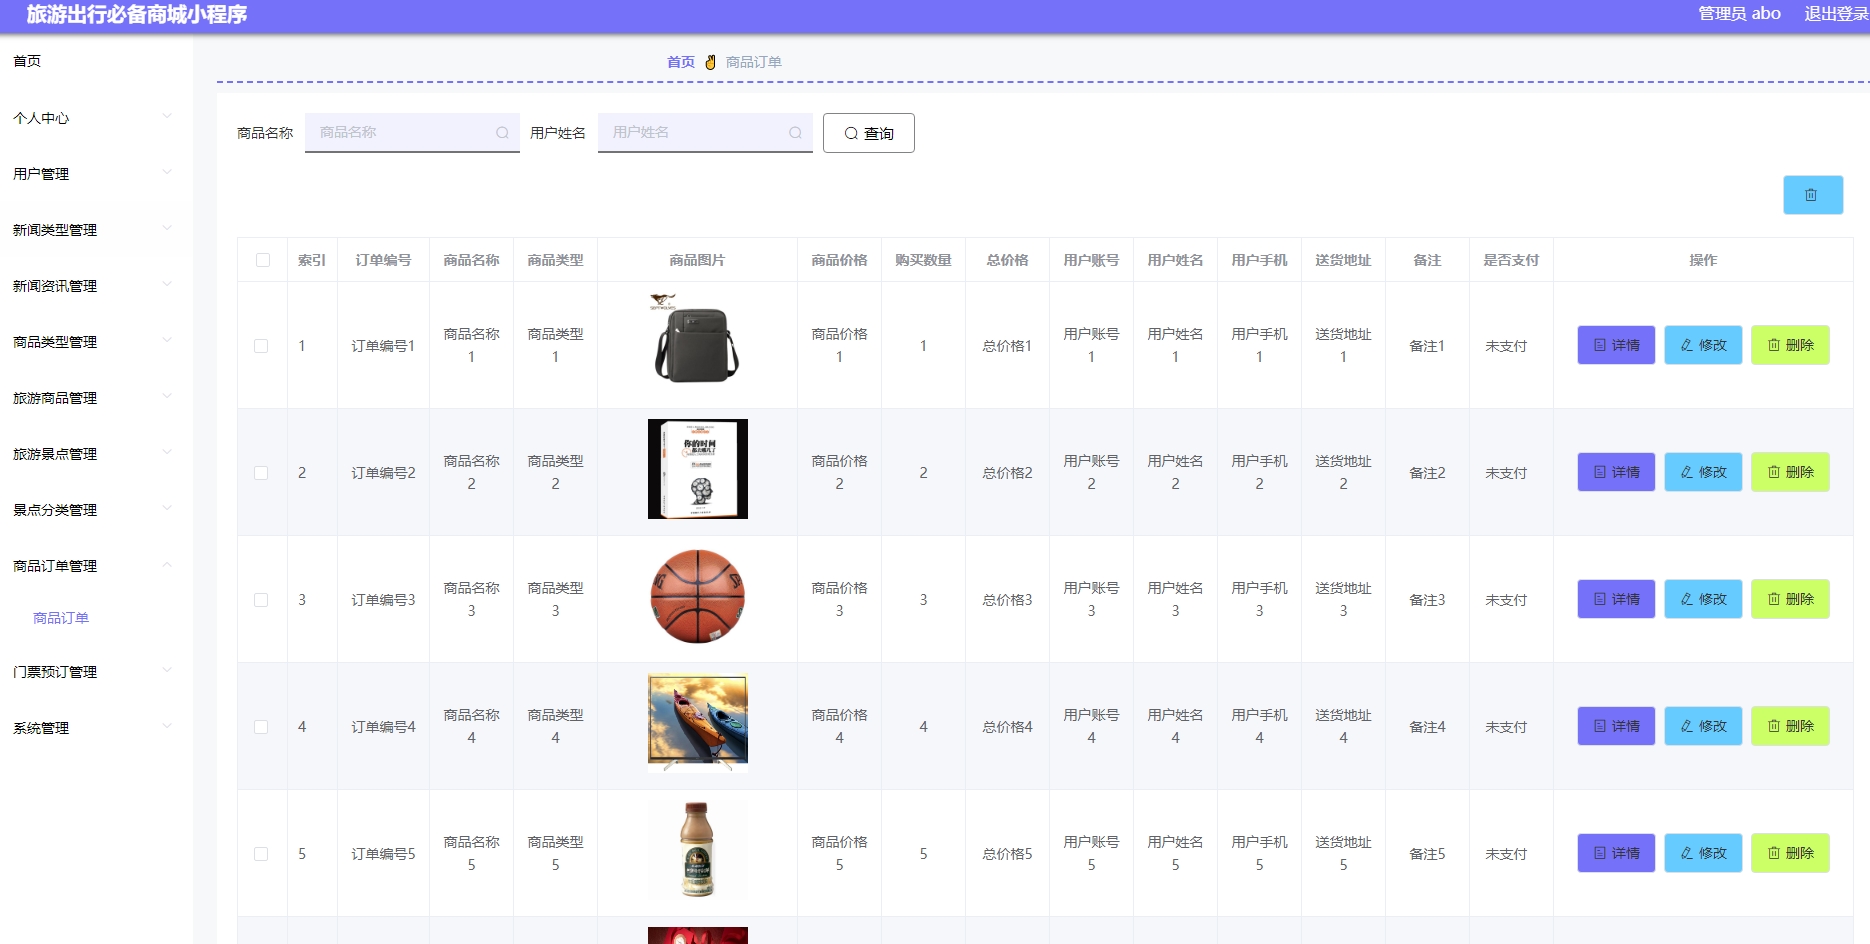 旅游出行必备商城小程序
管理员 abo 退出登录
首页
个人中心
用户管理
新闻类型管理
新闻资讯管理
商品类型管理
旅游商品管理
旅游景点管理
景点分类管理
商品订单管理
商品订单
门票预订管理
系统管理
首页 商品订单
商品名称 商品名称 用户姓名 用户姓名 查询
索引 订单编号 商品名称 商品类型 商品图片 商品价格 购买数量 总价格 用户账号 用户姓名 用户手机 送货地址 备注 是否支付 操作
1 订单编号1 商品名称1 商品类型1 商品价格1 1 总价格1 用户账号1 用户姓名1 用户手机1 送货地址1 备注1 未支付 详情 修改 删除
2 订单编号2 商品名称2 商品类型2 商品价格2 2 总价格2 用户账号2 用户姓名2 用户手机2 送货地址2 备注2 未支付 详情 修改 删除
你的时间
3 订单编号3 商品名称3 商品类型3 商品价格3 3 总价格3 用户账号3 用户姓名3 用户手机3 送货地址3 备注3 未支付 详情 修改 删除
4 订单编号4 商品名称4 商品类型4 商品价格4 4 总价格4 用户账号4 用户姓名4 用户手机4 送货地址4 备注4 未支付 详情 修改 删除
5 订单编号5 商品名称5 商品类型5 商品价格5 5 总价格5 用户账号5 用户姓名5 用户手机5 送货地址5 备注5 未支付 详情 修改 删除